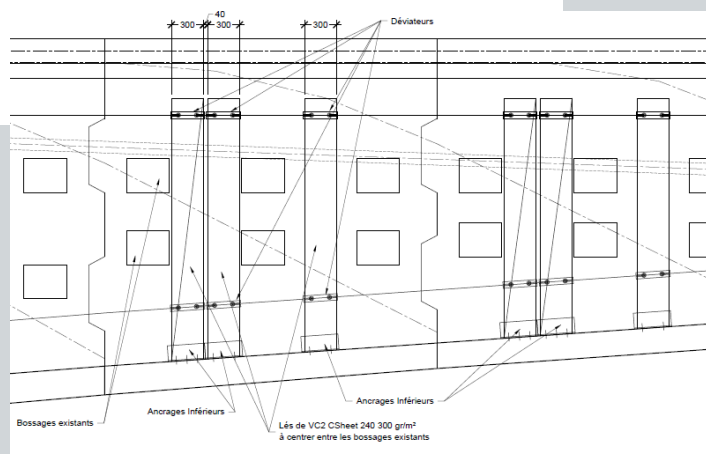 40
300
300
300
Déviateurs
Ancrages Inférieurs
Ancrages Inférieurs
Bossages existants
Lés de VC2 CSheet 240 300 gr/m²
à centrer entre les bossages existants